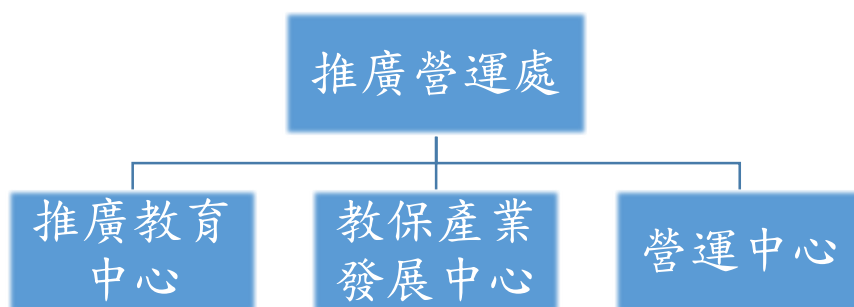 推廣營運處
推廣教育
中心
教保產業
發展中心
營運中心